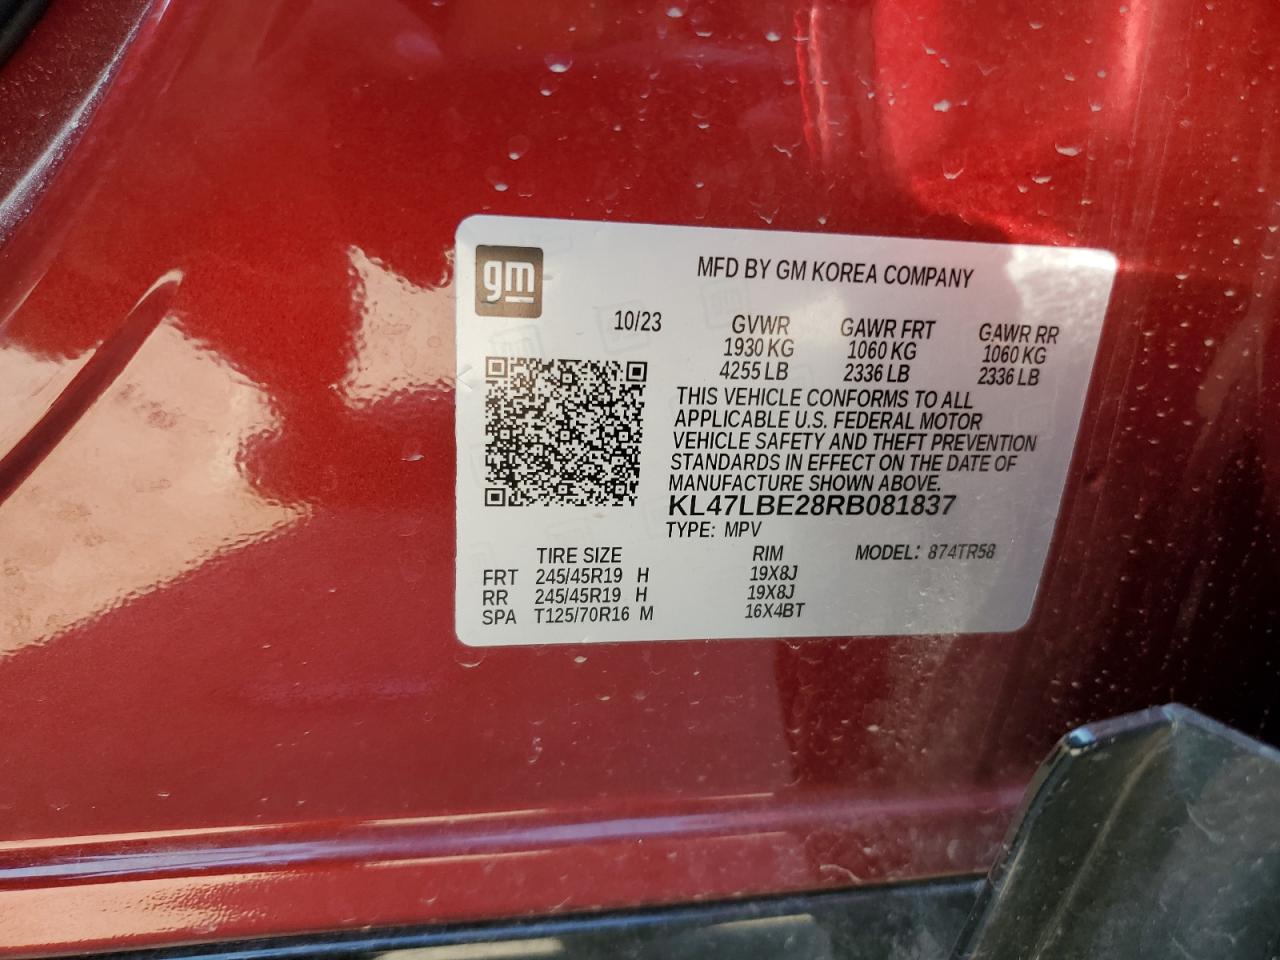 gm
MFD BY GM KOREA COMPANY
10/23 GVWR GAWR FRT GAWR RR
1930 KG 1060 KG 1060 KG
4255 LB 2336 LB 2336 LB
THIS VEHICLE CONFORMS TO ALL
APPLICABLE U.S. FEDERAL MOTOR
VEHICLE SAFETY AND THEFT PREVENTION
STANDARDS IN EFFECT ON THE DATE OF
MANUFACTURE SHOWN ABOVE.
KL47LBE28RB081837
TYPE: MPV
TIRE SIZE RIM MODEL: 874TR58
FRT 245/45R19 H 19X8J
RR 245/45R19 H 19X8J
SPA T125/70R16 M 16X4BT